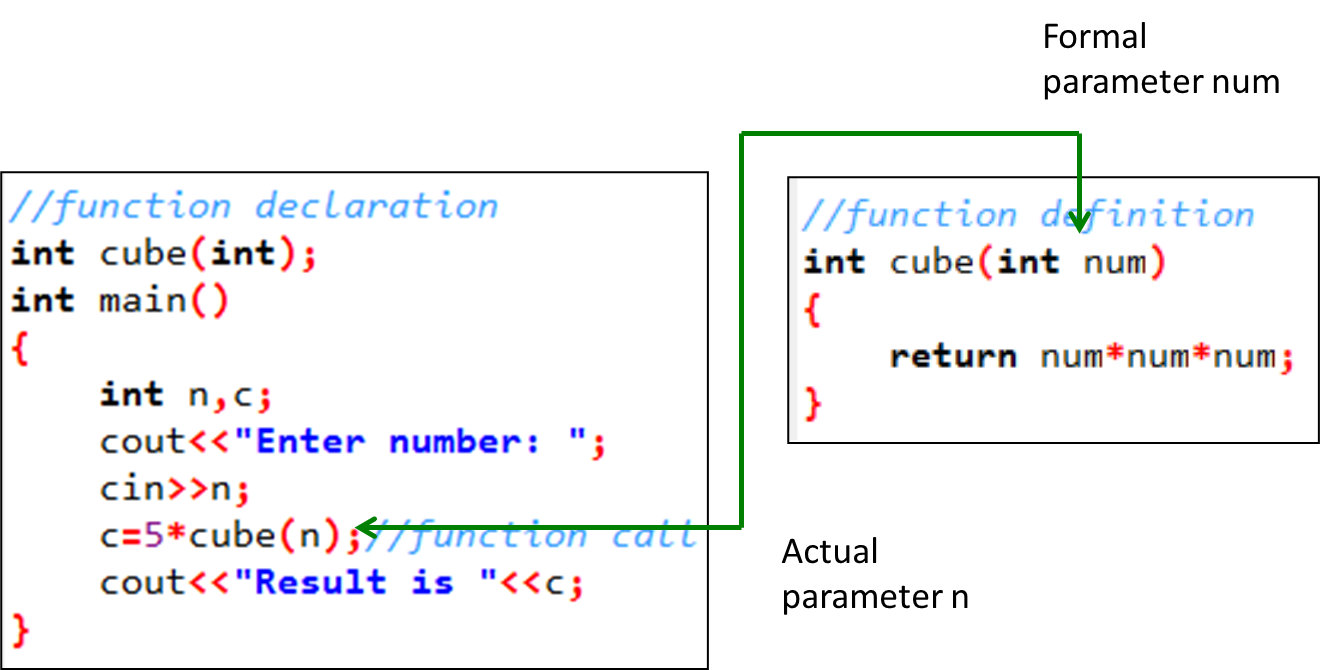 Formal
parameter num
//function declaration
int cube(int);
int main()
{
    int n,c;
    cout<<"Enter number: ";
    cin>>n;
    c=5*cube(n);//function call
    cout<<"Result is "<<c;
}
//function definition
int cube(int num)
{
    return num*num*num;
}
Actual
parameter n